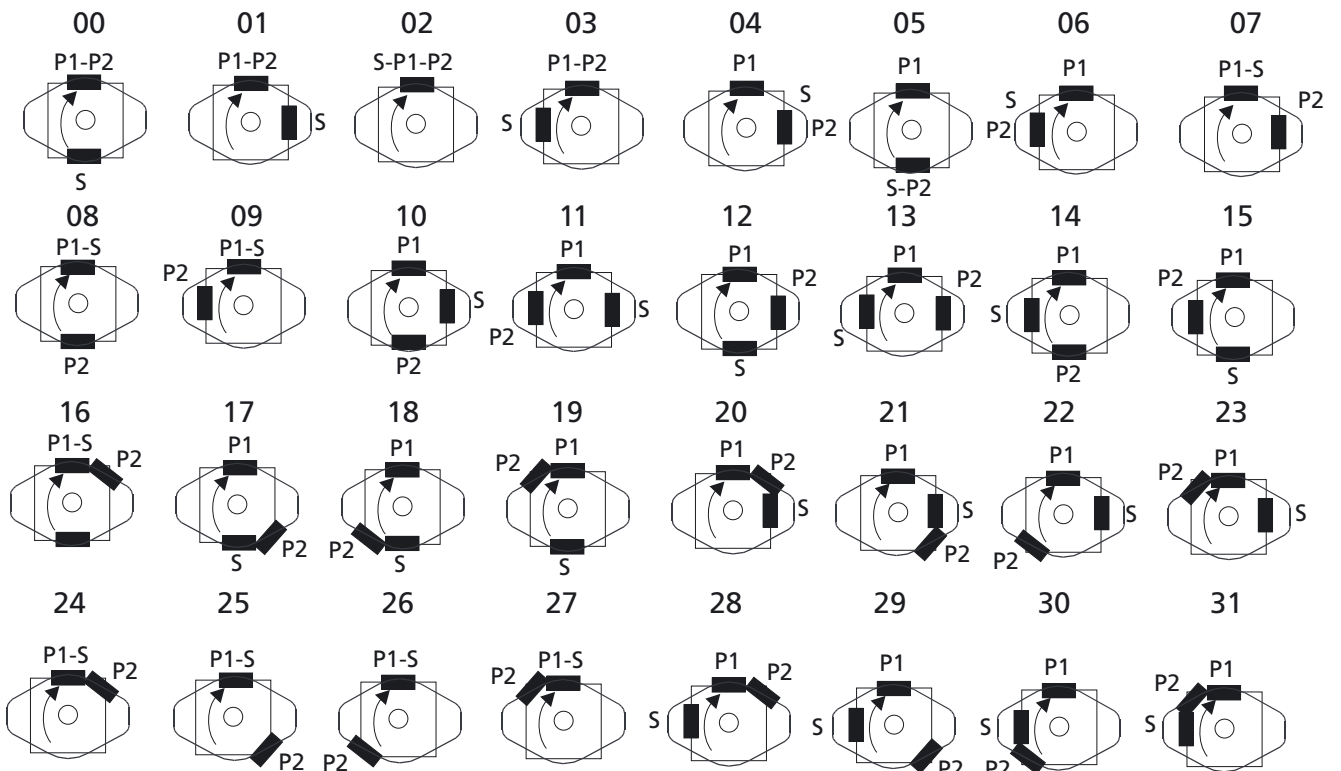 00 01 02 03 04 05 06 07
P1-P2 P1-P2 S-P1-P2 P1-P2 P1 P1 P1 P1-S
S P2
S S S P2 P2
S S-P2
08 09 10 11 12 13 14 15
P1-S P1-S P1 P1 P1 P1 P1 P1
P2 P2 P2 P2
S S S
P2 S
P2 P2 S P2 S
16 17 18 19 20 21 22 23
P1-S P1 P1 P1 P1 P1 P1 P1
P2 P2 P2 P2
S S S S
P2 P2 P2 P2
S S S
24 25 26 27 28 29 30 31
P1-S P1-S P1-S P1-S P1 P1 P1 P1
P2 P2 P2 P2
S S S S
P2 P2 P2 P2